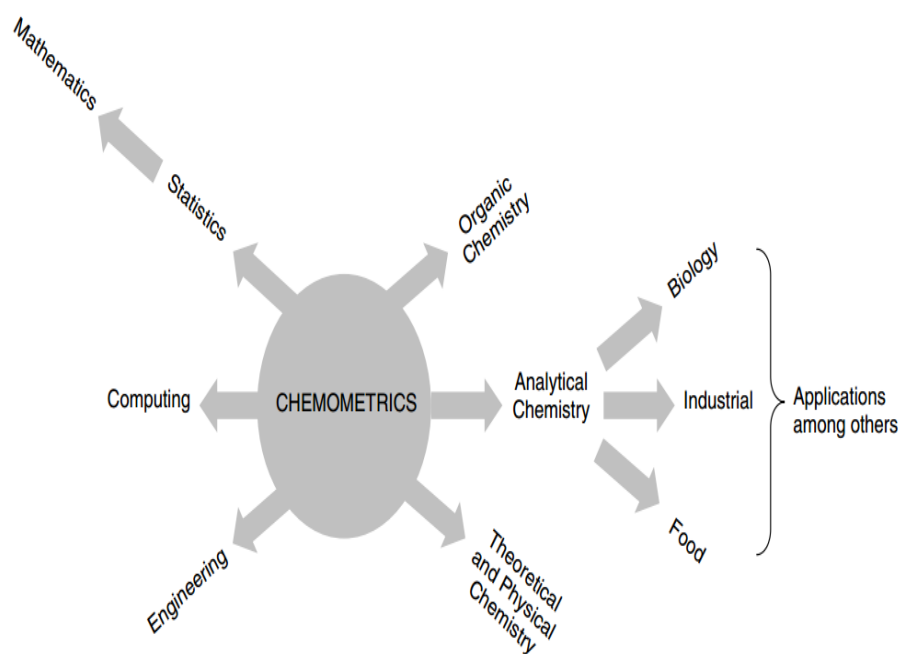 Mathematics
Statistics
Organic
Chemistry
Biology
Computing
CHEMOMETRICS
Analytical
Chemistry
Industrial
Applications
among others
Engineering
Theoretical
and Physical
Chemistry
Food